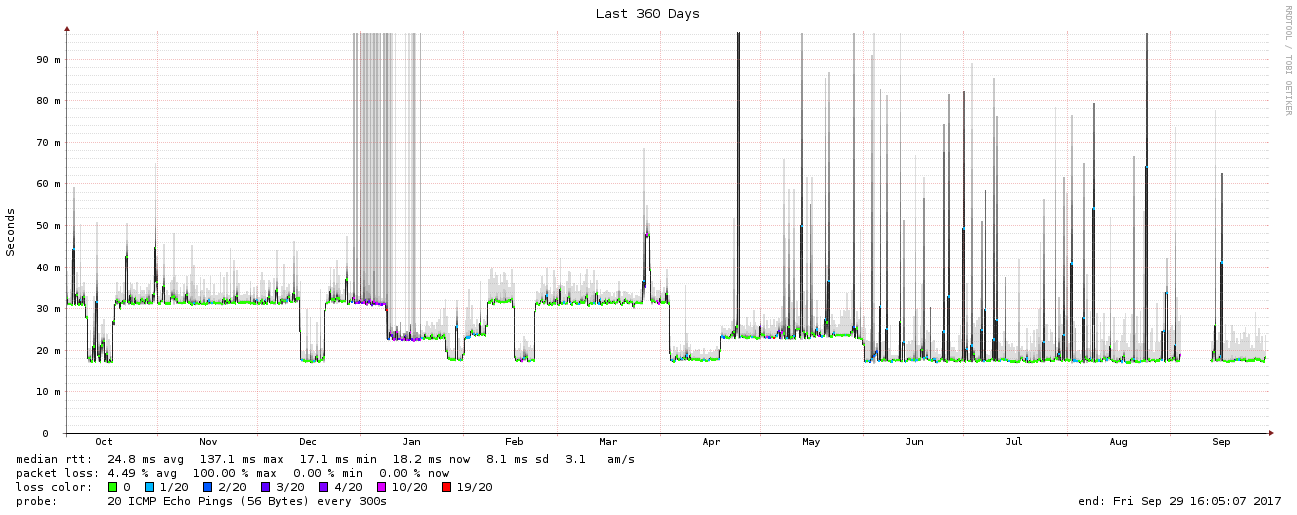 Last 360 Days
RRDTOOL / TOBI OETIKER
Seconds
90 m
80 m
70 m
60 m
50 m
40 m
30 m
20 m
10 m
0
Oct Nov Dec Jan Feb Mar Apr May Jun Jul Aug Sep
median rtt: 24.8 ms avg 137.1 ms max 17.1 ms min 18.2 ms now 8.1 ms sd 3.1 am/s
packet loss: 4.49 % avg 100.00 % max 0.00 % min 0.00 % now
loss color: 0 1/20 2/20 3/20 4/20 10/20 19/20
probe: 20 ICMP Echo Pings (56 Bytes) every 300s end: Fri Sep 29 16:05:07 2017